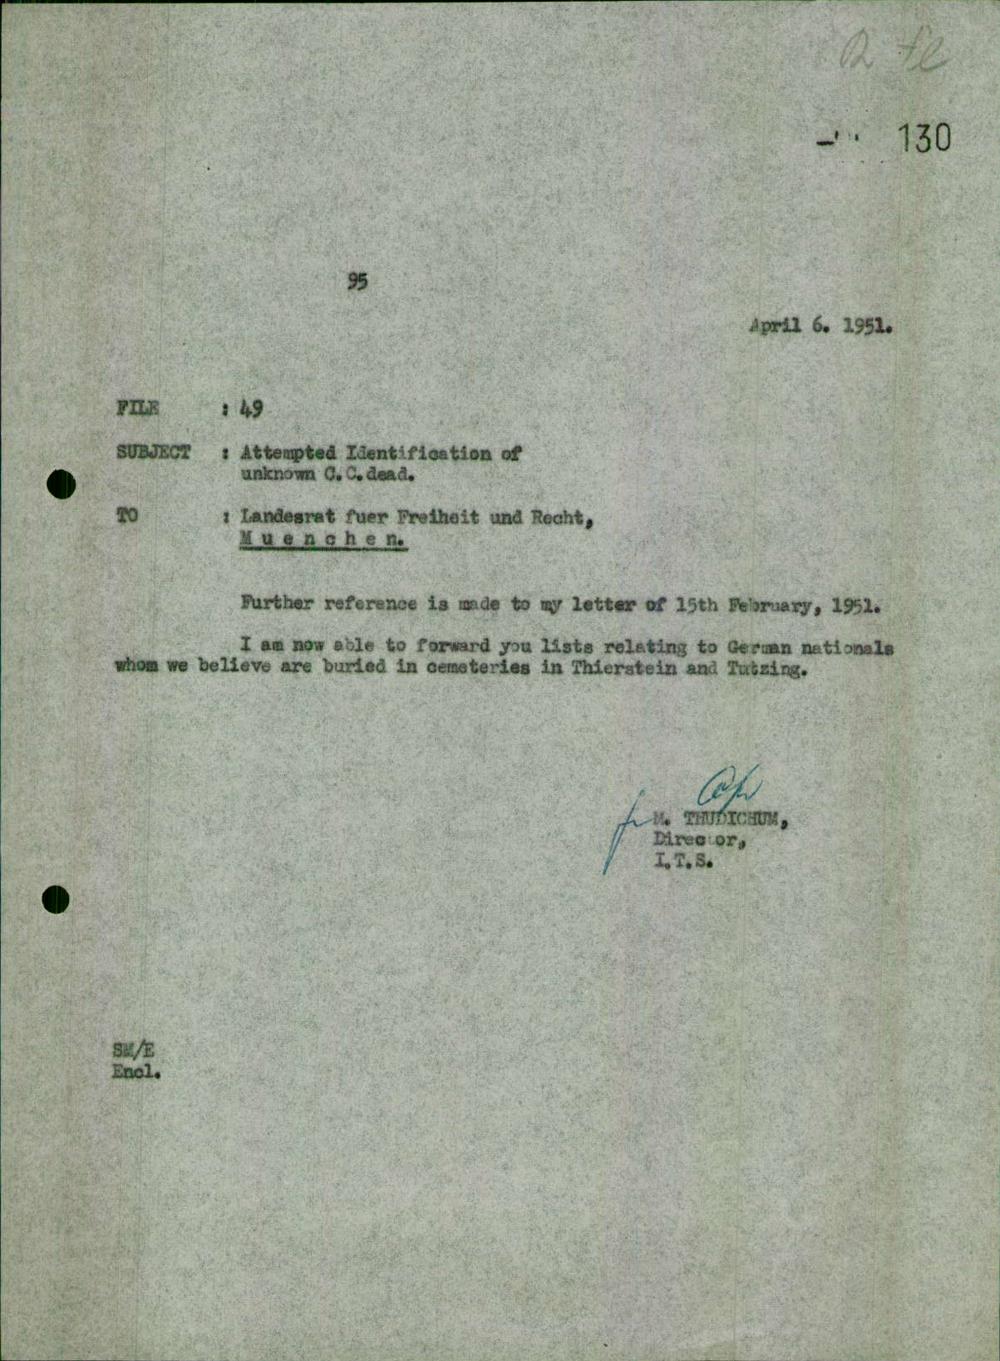 130
95
April 6. 1951.
FILE : 49
SUBJECT : Attempted Identification of
unknown C.C.dead.
TO : Landesrat fuer Freiheit und Recht,
M u e n c h e n.
Further reference is made to my letter of 15th February, 1951.
I am now able to forward you lists relating to German nationals
whom we believe are buried in cemeteries in Thierstein and Tutzing.
M. THUDICHUM,
Director,
I.T.S.
SM/E
Encl.